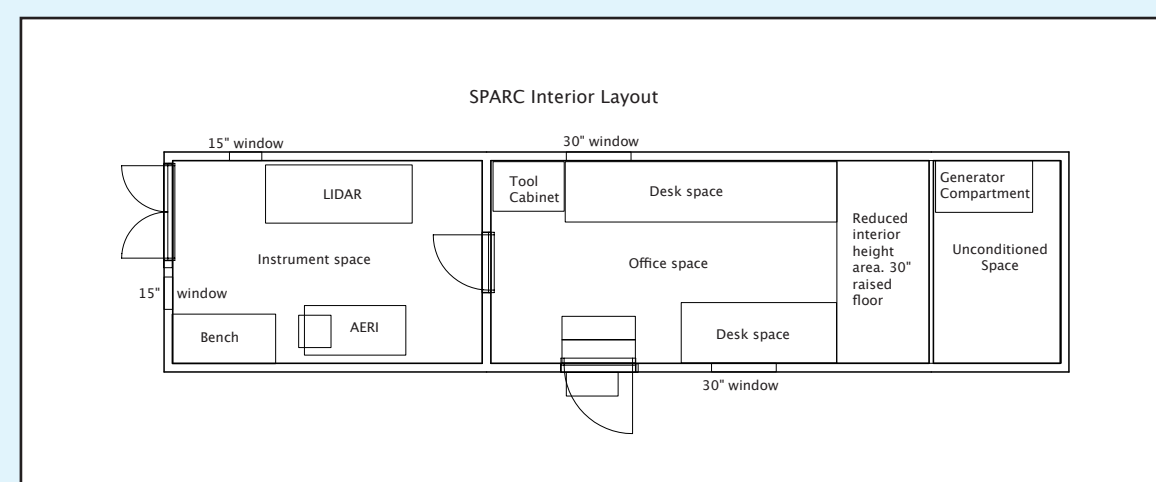 SPARC Interior Layout
15" window
30" window
LIDAR
Tool
Cabinet
Desk space
Generator
Compartment
Reduced
interior
height
area. 30"
raised
floor
Instrument space
Office space
Unconditioned
Space
15" window
Bench
AERI
Desk space
30" window